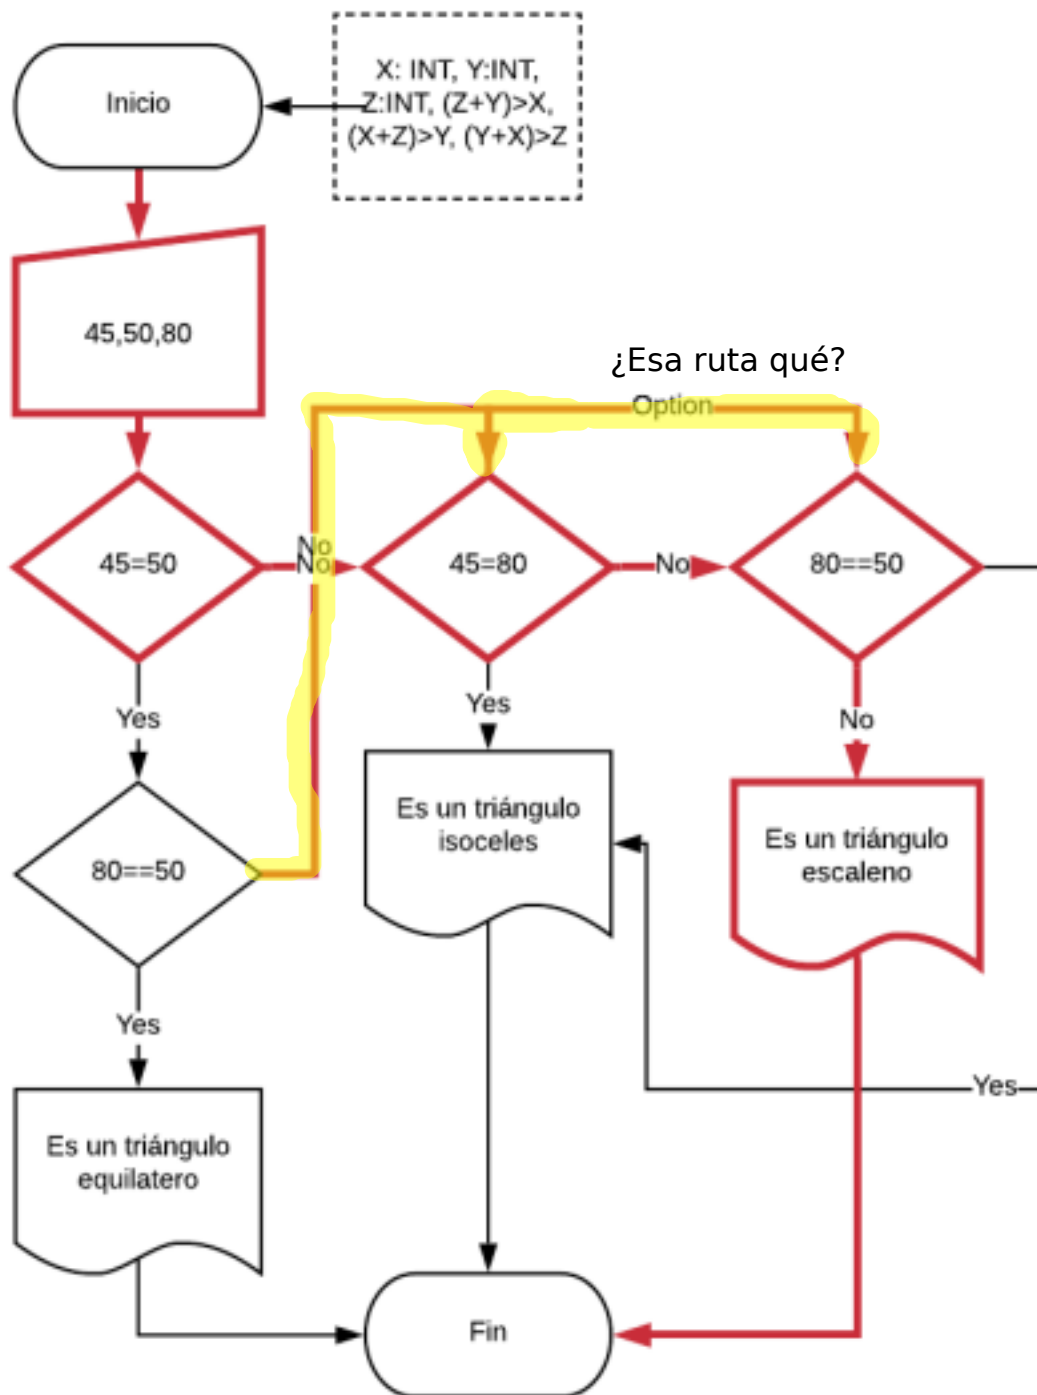 X: INT, Y:INT,
Z:INT, (Z+Y)>X,
(X+Z)>Y, (Y+X)>Z
Inicio
45,50,80
¿Esa ruta qué?
Option
45=50
No
No
45=80
No
80==50
Yes
Yes
No
80==50
Es un triángulo
isoceles
Es un triángulo
escaleno
Yes
Yes
Es un triángulo
equilatero
Fin